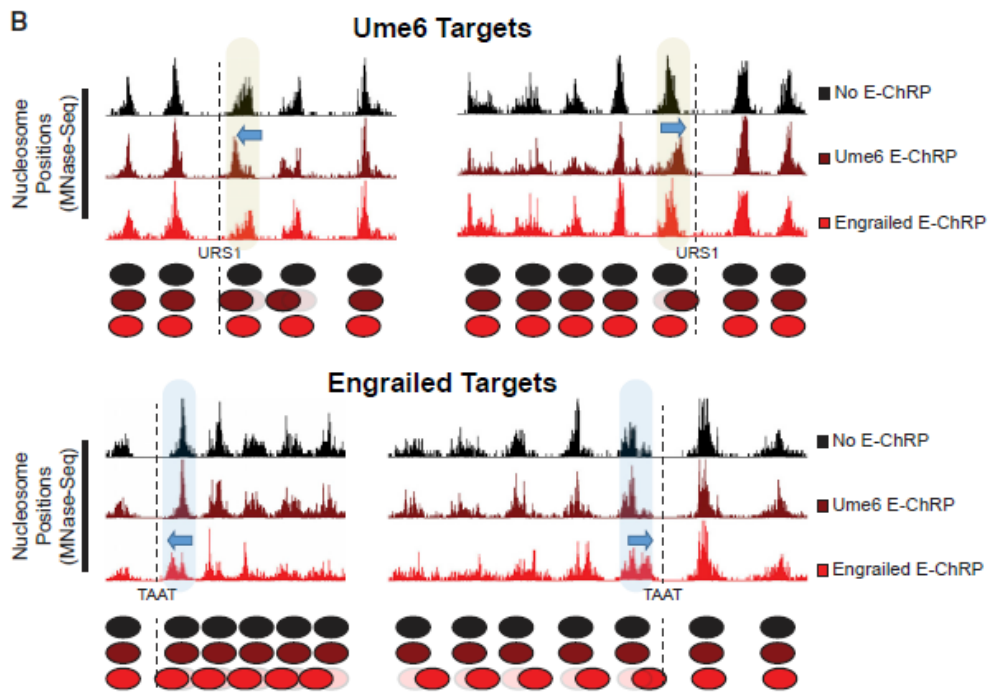 B
Ume6 Targets
Nucleosome
Positions
(MNase-Seq)
No E-ChRP
Ume6 E-ChRP
Engrailed E-ChRP
URS1
URS1
Engrailed Targets
Nucleosome
Positions
(MNase-Seq)
No E-ChRP
Ume6 E-ChRP
Engrailed E-ChRP
TAAT
TAAT